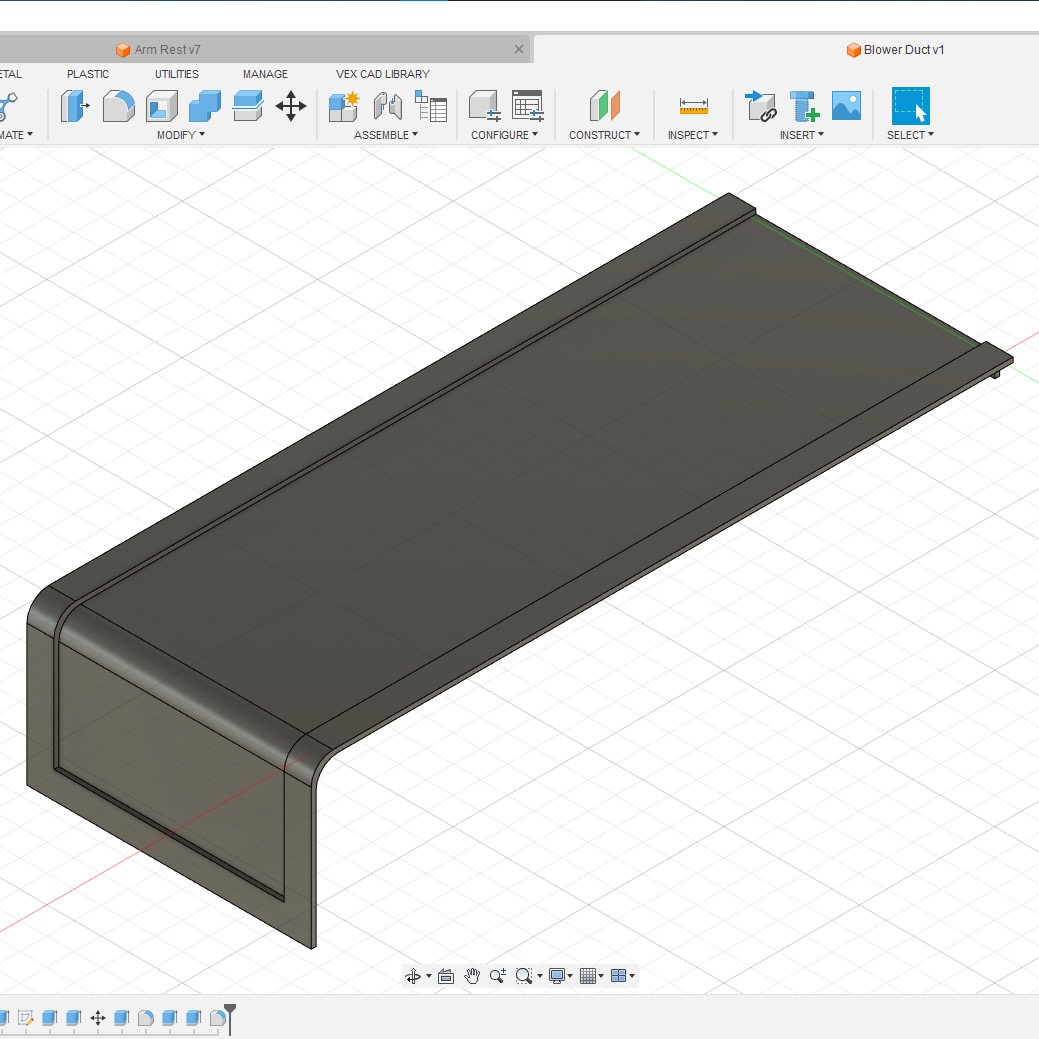 Arm Rest v7
Blower Duct v1
ETAL PLASTIC UTILITIES MANAGE VEX CAD LIBRARY
MATE MODIFY ASSEMBLE CONFIGURE CONSTRUCT INSPECT INSERT SELECT